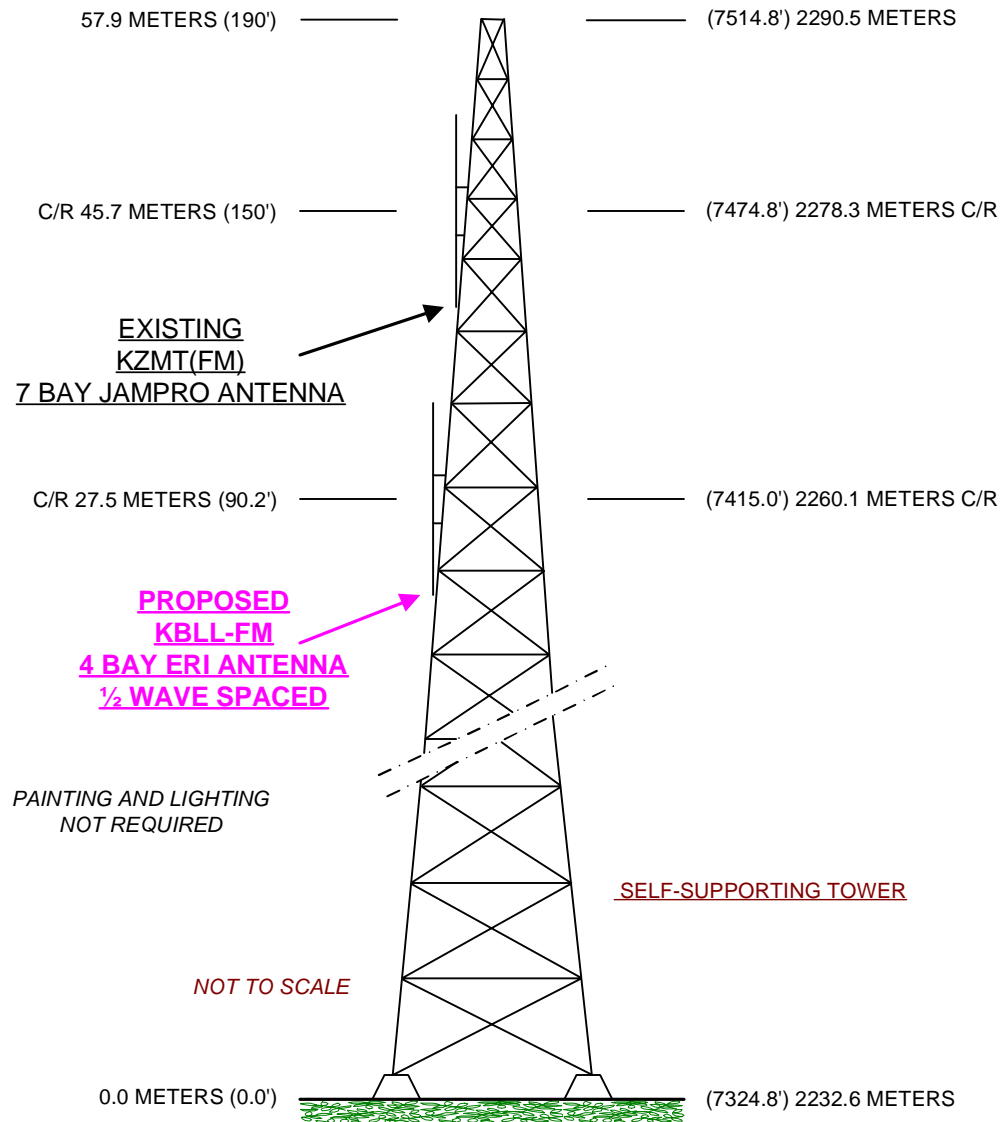 57.9 METERS (190')
(7514.8') 2290.5 METERS
C/R 45.7 METERS (150')
(7474.8') 2278.3 METERS C/R
EXISTING
KZMT(FM)
7 BAY JAMPRO ANTENNA
C/R 27.5 METERS (90.2')
(7415.0') 2260.1 METERS C/R
PROPOSED
KBLL-FM
4 BAY ERI ANTENNA
½ WAVE SPACED
PAINTING AND LIGHTING
NOT REQUIRED
SELF-SUPPORTING TOWER
NOT TO SCALE
0.0 METERS (0.0')
(7324.8') 2232.6 METERS